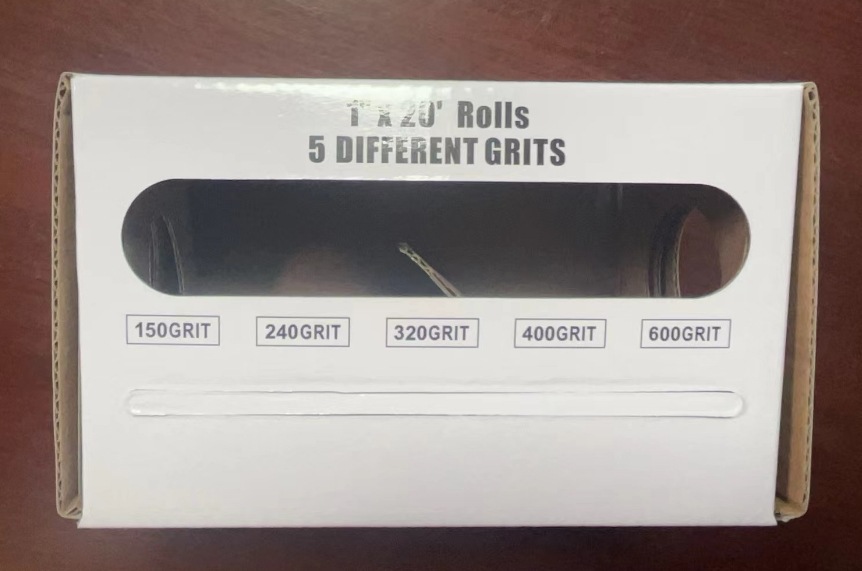 1" X 20' Rolls
5 DIFFERENT GRITS
150GRIT 240GRIT 320GRIT 400GRIT 600GRIT